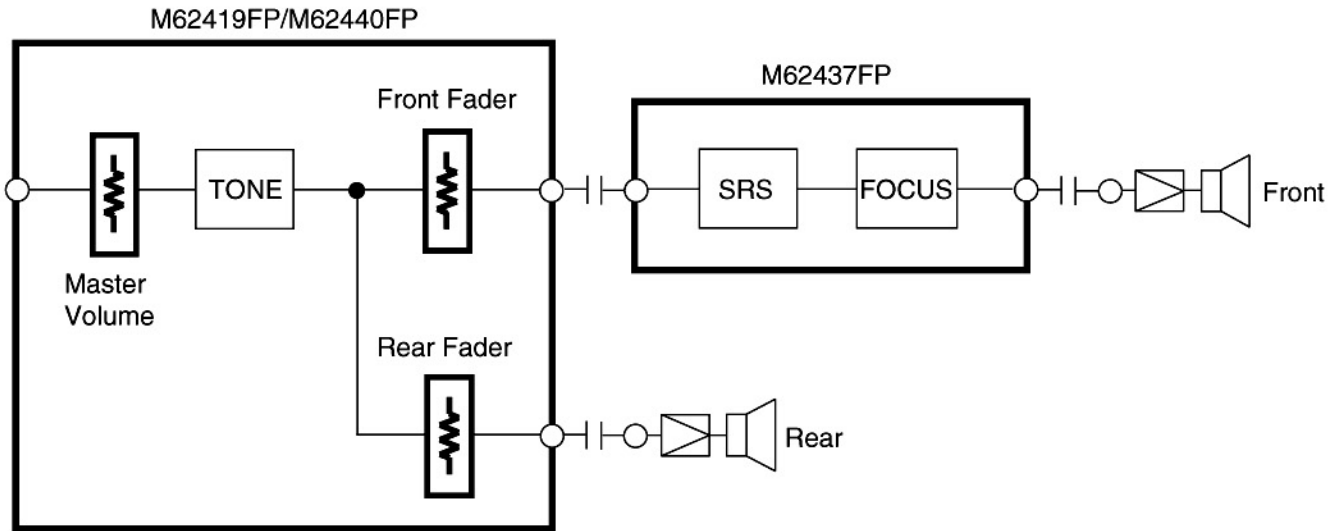 M62419FP/M62440FP
M62437FP
Front Fader
TONE
SRS
FOCUS
Front
Master
Volume
Rear Fader
Rear